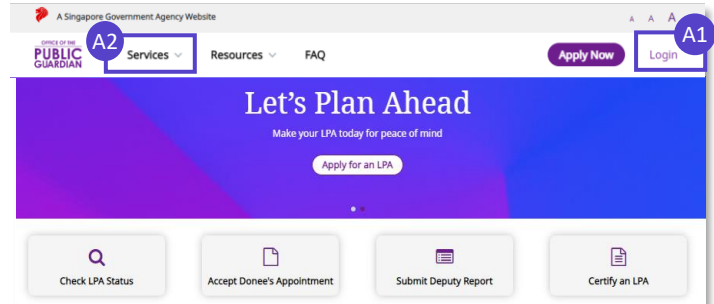 A Singapore Government Agency Website
A A A
A1
OFFICE OF THE
PUBLIC
GUARDIAN
A2
Services
Resources
FAQ
Apply Now
Login
Let's Plan Ahead
Make your LPA today for peace of mind
Apply for an LPA
Check LPA Status
Accept Donee's Appointment
Submit Deputy Report
Certify an LPA